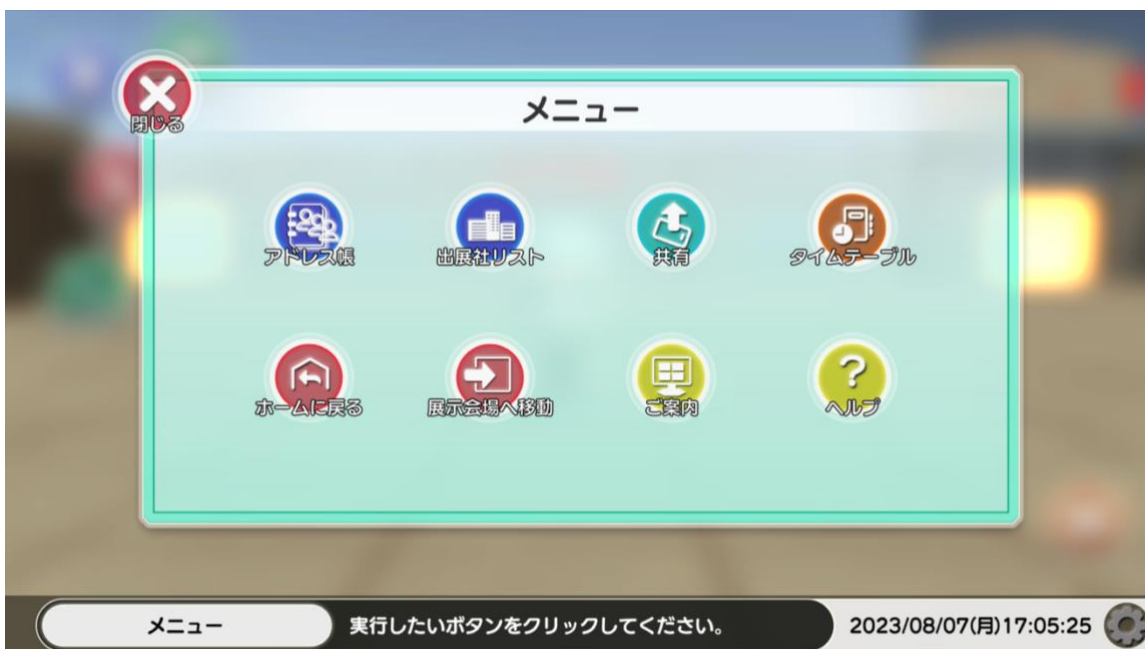 メニュー
閉じる
アドレス帳
出展社リスト
共有
タイムテーブル
ホームに戻る
展示会場へ移動
ご案内
?
ヘルプ
メニュー
実行したいボタンをクリックしてください。
2023/08/07(月)17:05:25